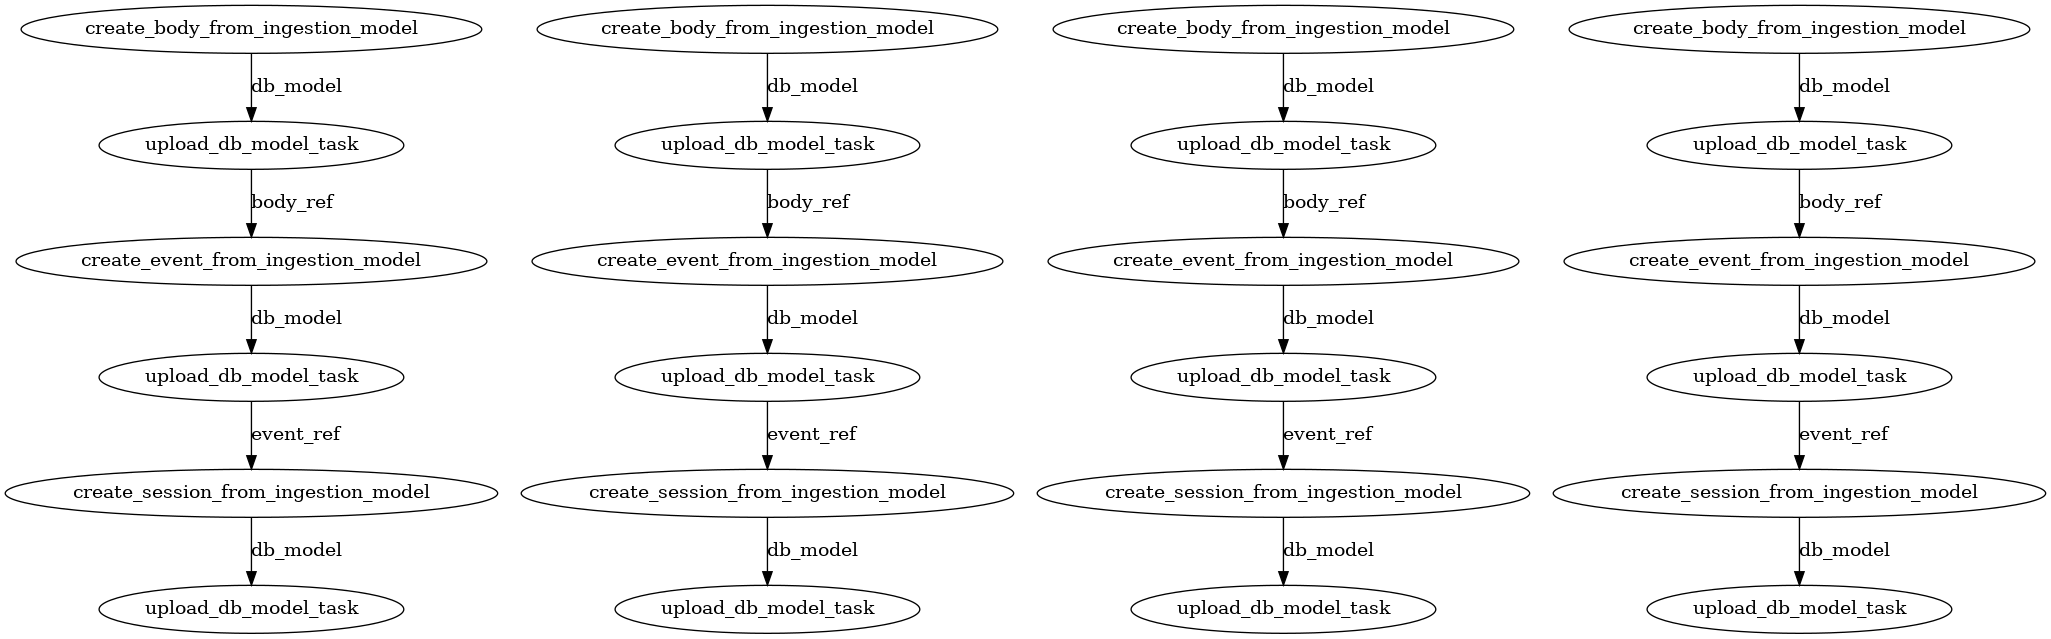 create_body_from_ingestion_model create_body_from_ingestion_model create_body_from_ingestion_model create_body_from_ingestion_model
db_model db_model db_model db_model
upload_db_model_task upload_db_model_task upload_db_model_task upload_db_model_task
body_ref body_ref body_ref body_ref
create_event_from_ingestion_model create_event_from_ingestion_model create_event_from_ingestion_model create_event_from_ingestion_model
db_model db_model db_model db_model
upload_db_model_task upload_db_model_task upload_db_model_task upload_db_model_task
event_ref event_ref event_ref event_ref
create_session_from_ingestion_model create_session_from_ingestion_model create_session_from_ingestion_model create_session_from_ingestion_model
db_model db_model db_model db_model
upload_db_model_task upload_db_model_task upload_db_model_task upload_db_model_task